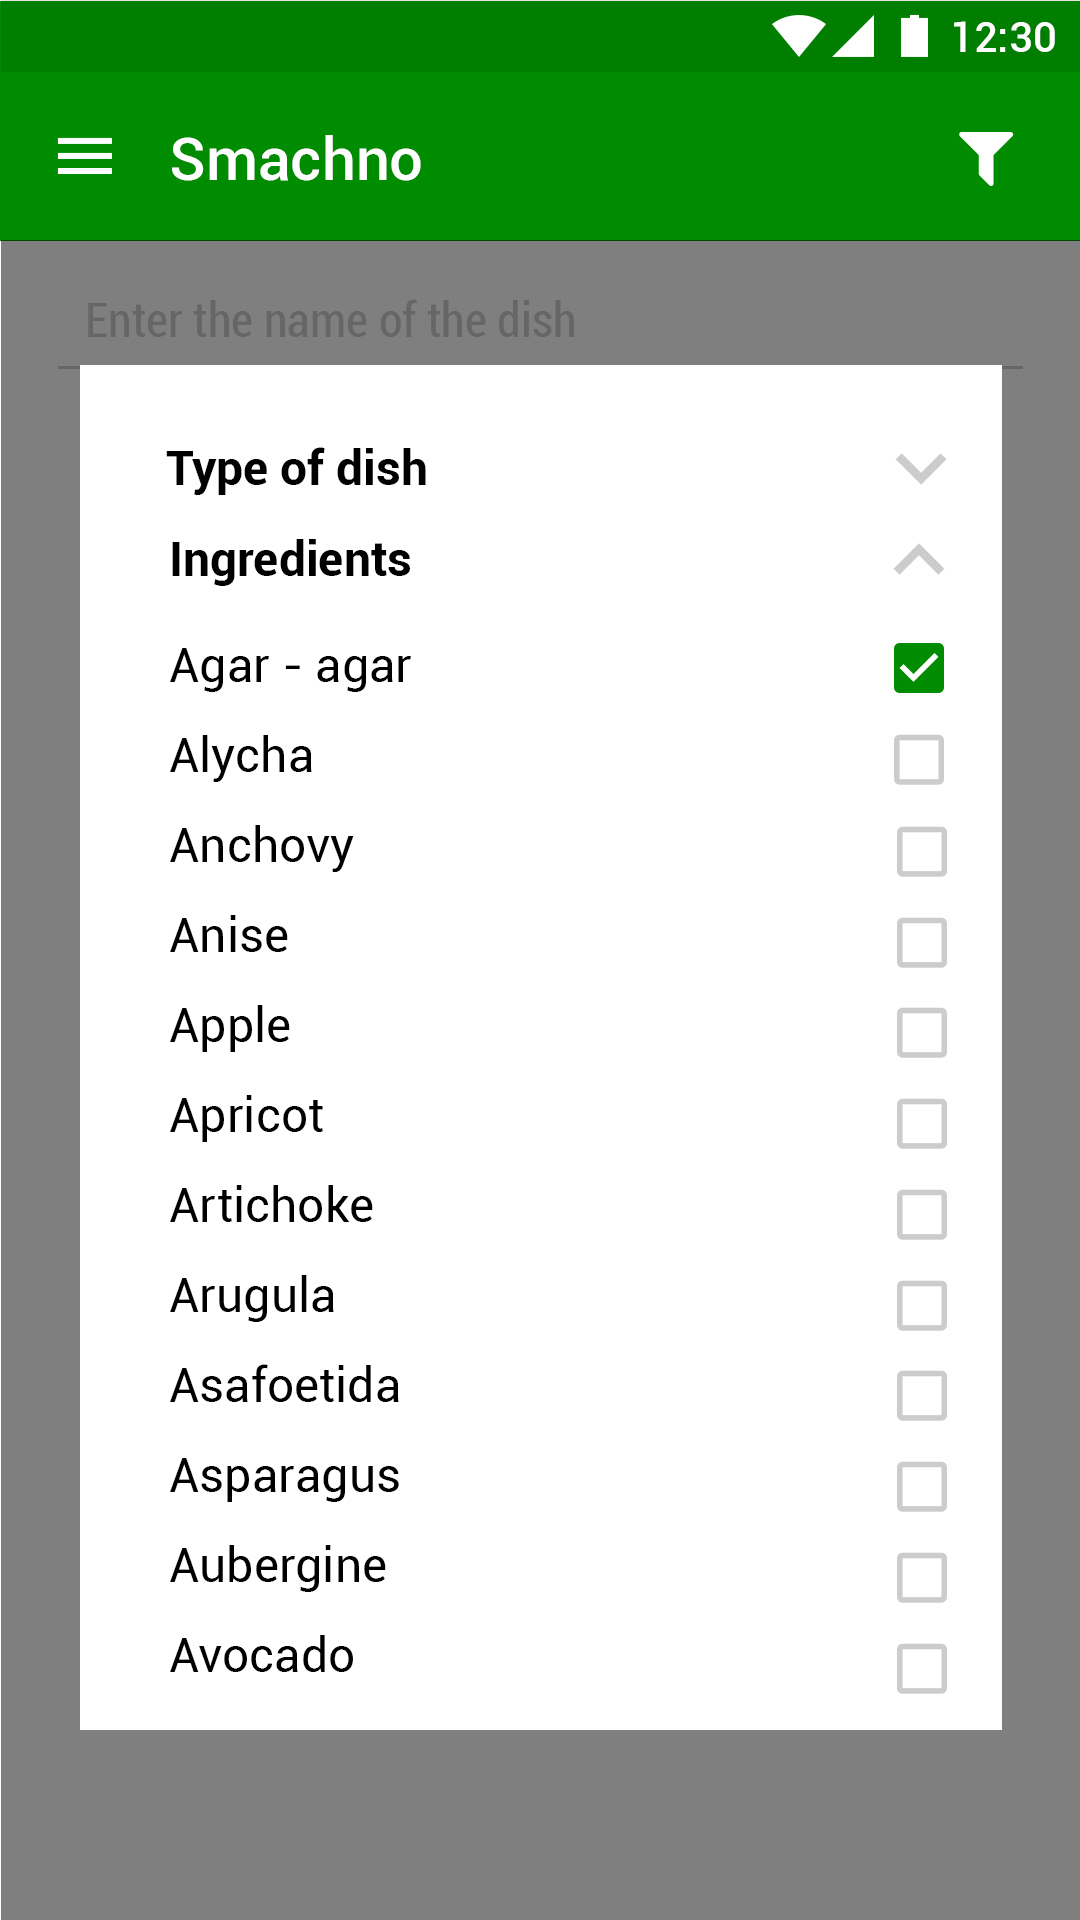 12:30
Smachno
Enter the name of the dish
Type of dish
Ingredients
Agar - agar
Alycha
Anchovy
Anise
Apple
Apricot
Artichoke
Arugula
Asafoetida
Asparagus
Aubergine
Avocado